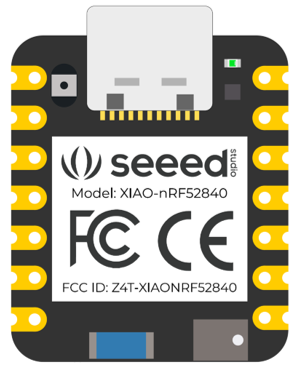 seeed
studio
Model: XIAO-nRF52840
FC CE
FCC ID: Z4T-XIAONRF52840